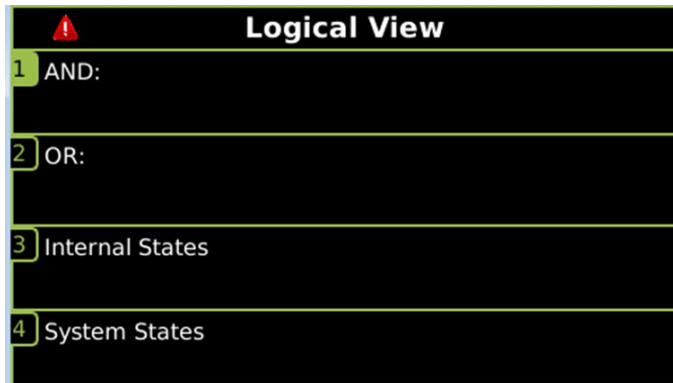 Logical View
1 AND:
2 OR:
3 Internal States
4 System States